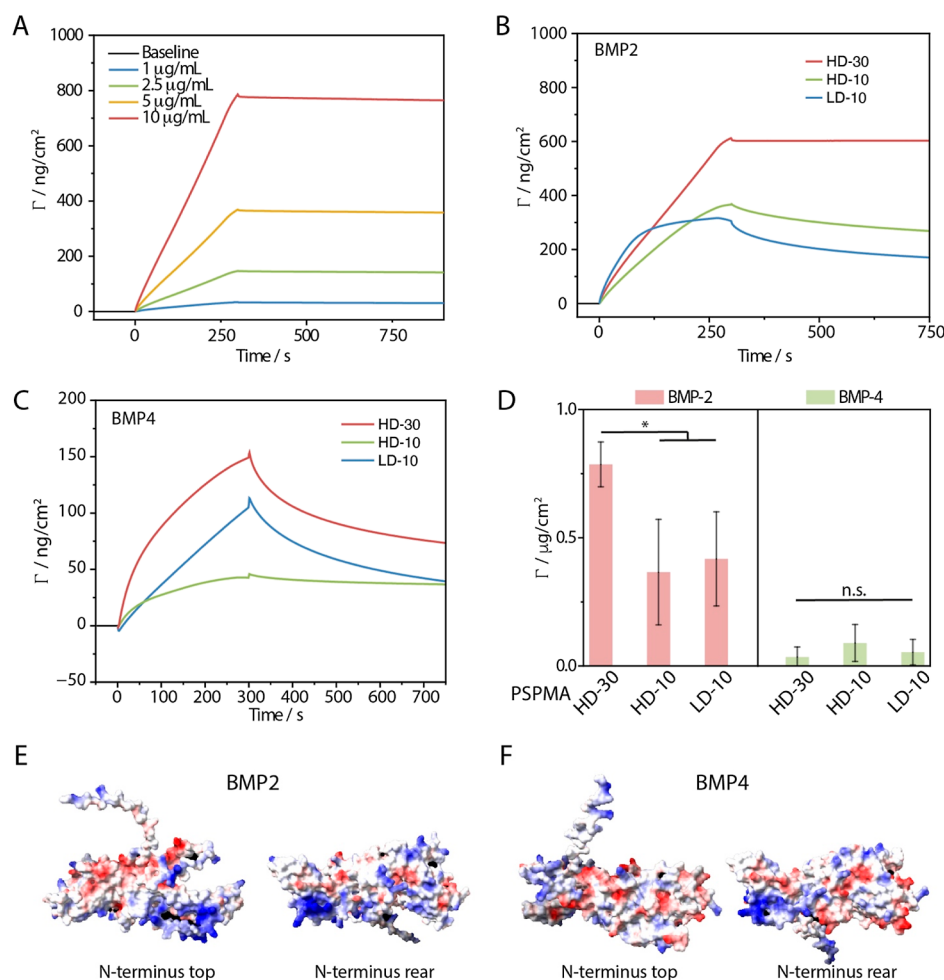 A
1000
800
600
400
200
0
Γ / ng/cm²
Baseline
1 μg/mL
2.5 μg/mL
5 μg/mL
10 μg/mL
0
250
500
750
Time / s
B
BMP2
1000
800
600
400
200
0
Γ / ng/cm²
HD-30
HD-10
LD-10
0
250
500
750
Time / s
C
BMP4
200
150
100
50
0
−50
Γ / ng/cm²
HD-30
HD-10
LD-10
0
100
200
300
400
500
600
700
Time / s
D
BMP-2
BMP-4
1.0
0.5
0.0
Γ / μg/cm²
*
n.s.
PSPMA
HD-30
HD-10
LD-10
HD-30
HD-10
LD-10
E
BMP2
N-terminus top
N-terminus rear
F
BMP4
N-terminus top
N-terminus rear